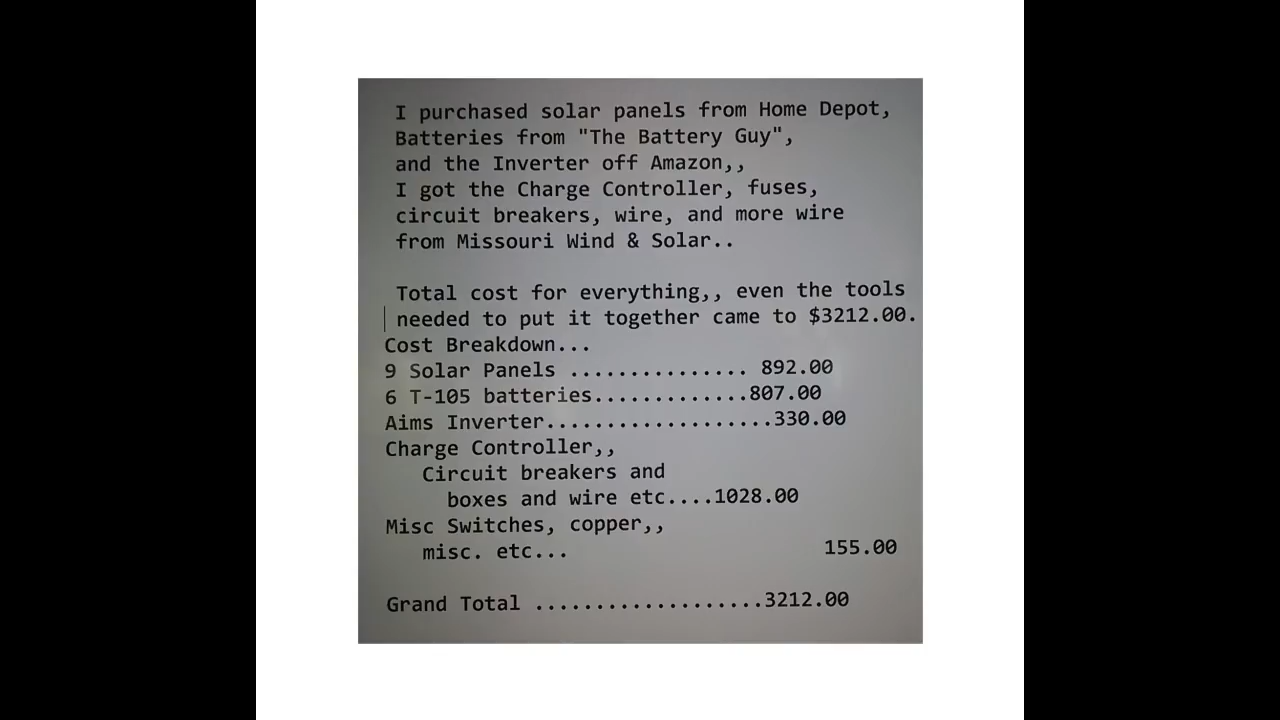 I purchased solar panels from Home Depot,
Batteries from "The Battery Guy",
and the Inverter off Amazon,,
I got the Charge Controller, fuses,
circuit breakers, wire, and more wire
from Missouri Wind & Solar..
Total cost for everything,, even the tools
needed to put it together came to $3212.00.
Cost Breakdown...
9 Solar Panels ............... 892.00
6 T-105 batteries.............807.00
Aims Inverter...................330.00
Charge Controller,,
Circuit breakers and
boxes and wire etc....1028.00
Misc Switches, copper,,
misc. etc... 155.00
Grand Total ...................3212.00